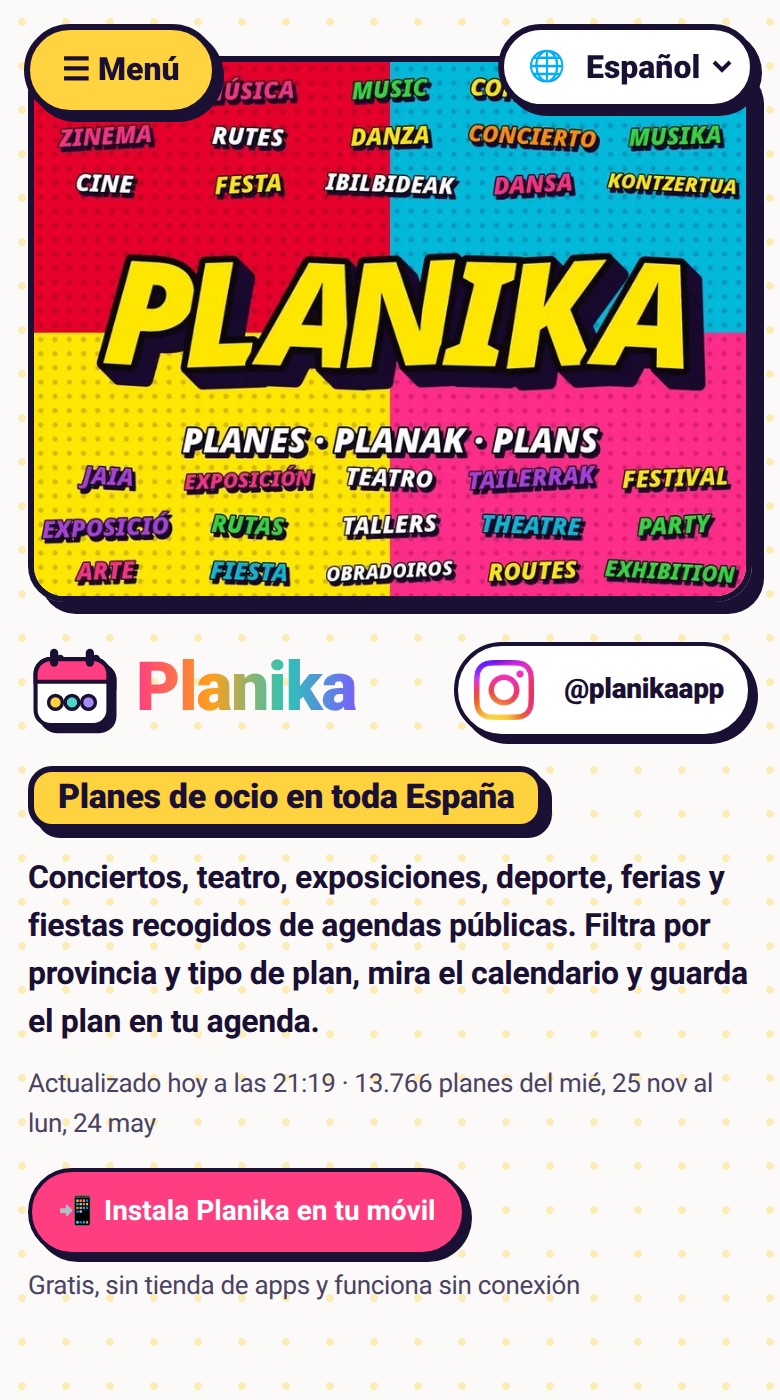 ☰ Menú
🌐 Español
MUSIC
ZINEMA RUTES DANZA CONCIERTO MUSIKA
CINE FESTA IBILBIDEAK DANSA KONTZERTUA
PLANIKA
PLANES · PLANAK · PLANS
JAIA EXPOSICIÓN TEATRO TAILERRAK FESTIVAL
EXPOSICIÓ RUTAS TALLERS THEATRE PARTY
ARTE FIESTA OBRADOIROS ROUTES EXHIBITION
Planika
@planikaapp
Planes de ocio en toda España
Conciertos, teatro, exposiciones, deporte, ferias y
fiestas recogidos de agendas públicas. Filtra por
provincia y tipo de plan, mira el calendario y guarda
el plan en tu agenda.
Actualizado hoy a las 21:19 · 13.766 planes del mié, 25 nov al
lun, 24 may
📲 Instala Planika en tu móvil
Gratis, sin tienda de apps y funciona sin conexión